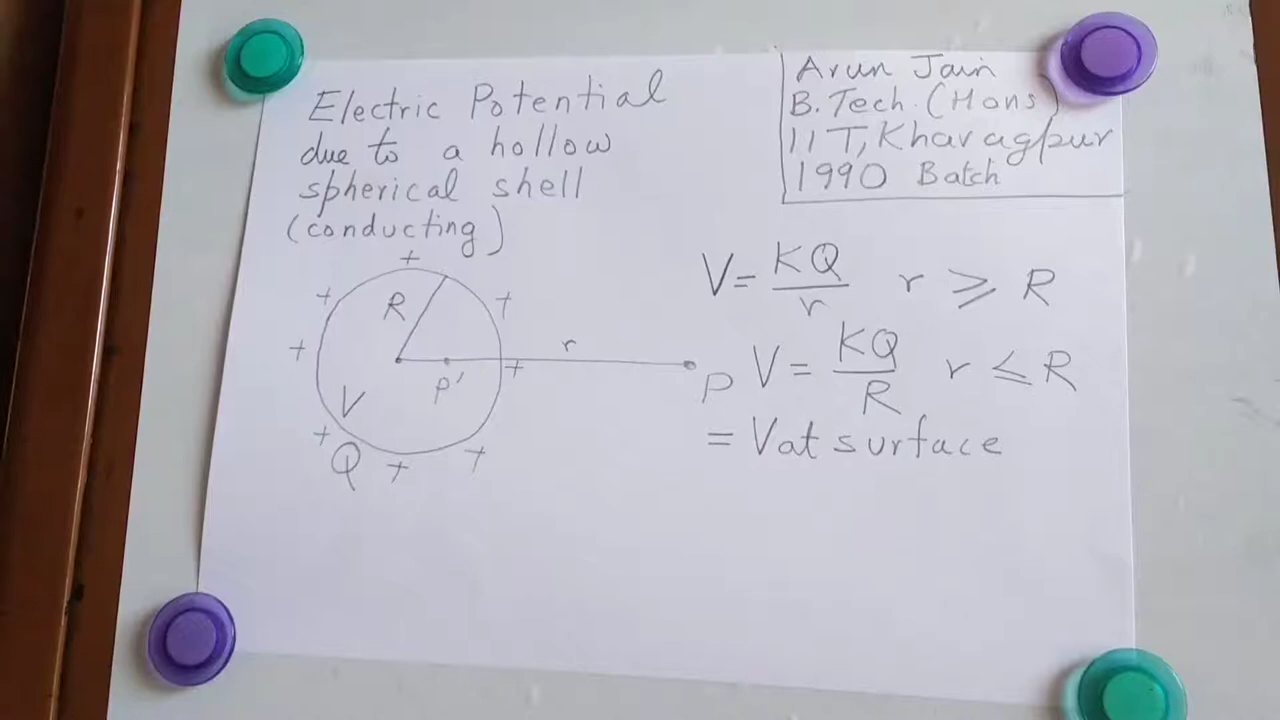 Electric Potential
due to a hollow
spherical shell
(conducting)
Arun Jain
B.Tech.(Hons)
IIT, Kharagpur
1990 Batch
+
+
+
+
+
+
+
+
R
r
P'
P
V
Q
V = KQ/r r ⩾ R
V = KQ/R r ⩽ R
= Vat surface